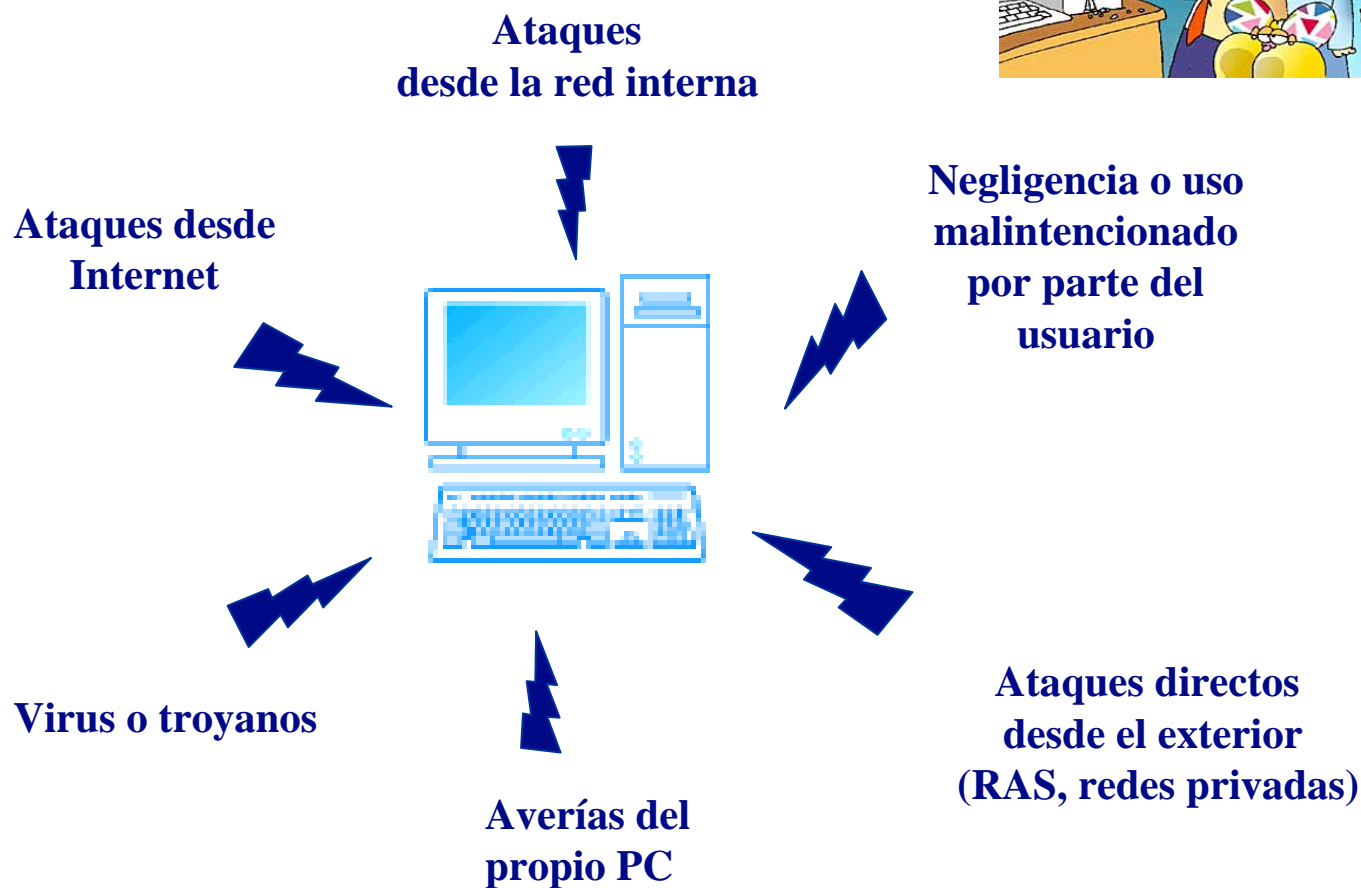 Ataques
desde la red interna
Negligencia o uso
malintencionado
por parte del
usuario
Ataques desde
Internet
Virus o troyanos
Ataques directos
desde el exterior
(RAS, redes privadas)
Averías del
propio PC